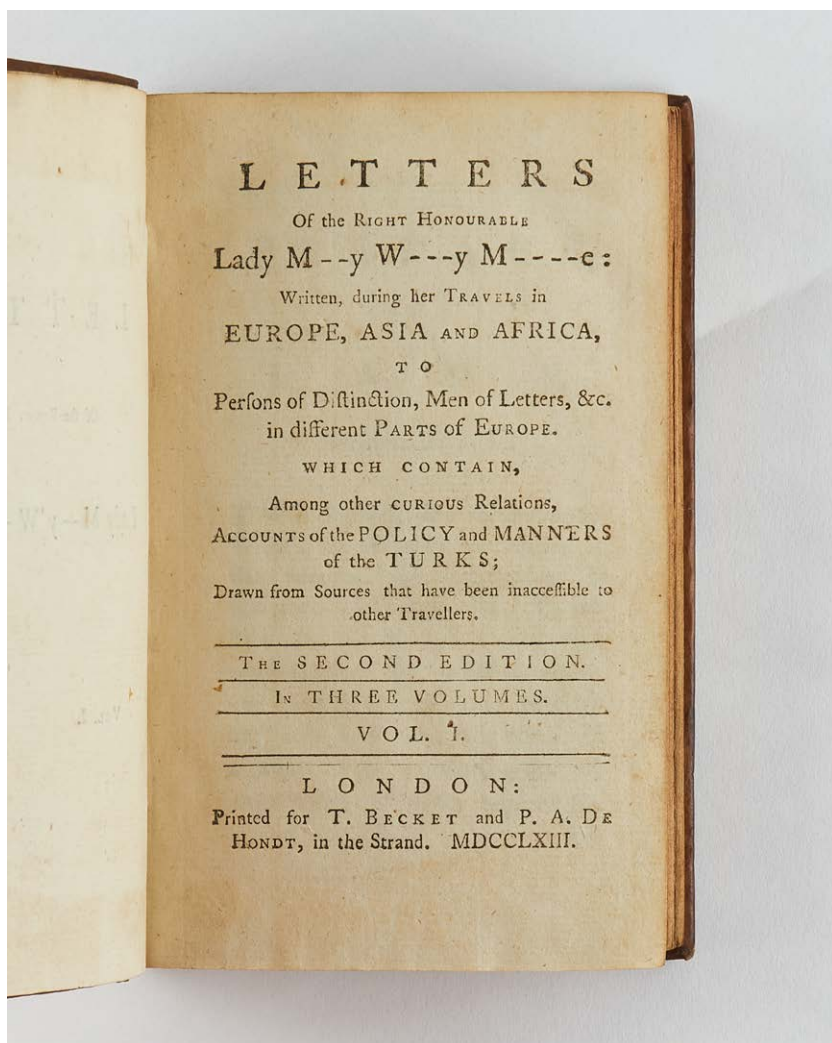 LETTERS
Of the RIGHT HONOURABLE
Lady M--y W---y M----e:
Written, during her TRAVELS in
EUROPE, ASIA AND AFRICA,
TO
Perſons of Diſtinction, Men of Letters, &c.
in different PARTS of EUROPE.
WHICH CONTAIN,
Among other CURIOUS Relations,
ACCOUNTS of the POLICY and MANNERS
of the TURKS;
Drawn from Sources that have been inacceſſible to
other Travellers.
THE SECOND EDITION.
IN THREE VOLUMES.
VOL. I.
LONDON:
Printed for T. BECKET and P. A. DE
HONDT, in the Strand. MDCCLXIII.